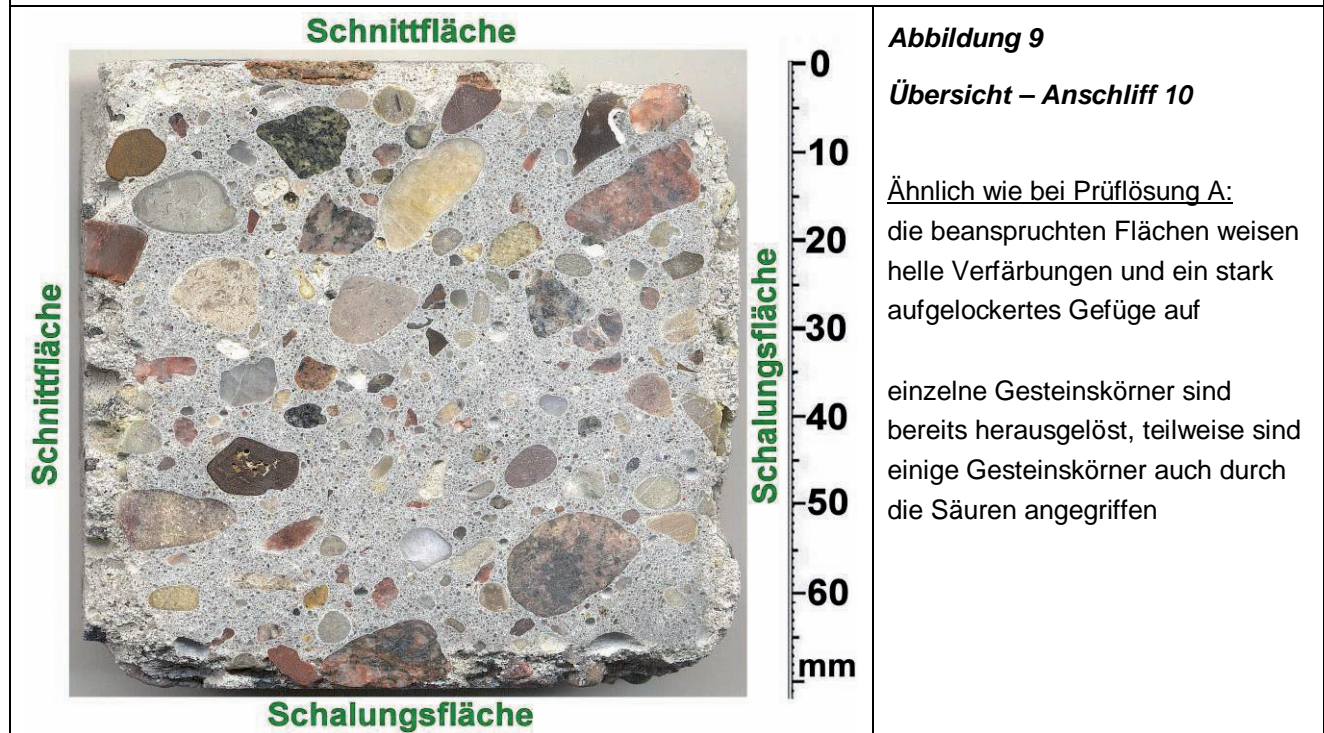 Schnittfläche
Schnittfläche
Schalungsfläche
Schalungsfläche
0
10
20
30
40
50
60
mm
Abbildung 9
Übersicht – Anschliff 10
Ähnlich wie bei Prüflösung A:
die beanspruchten Flächen weisen
helle Verfärbungen und ein stark
aufgelockertes Gefüge auf
einzelne Gesteinskörner sind
bereits herausgelöst, teilweise sind
einige Gesteinskörner auch durch
die Säuren angegriffen